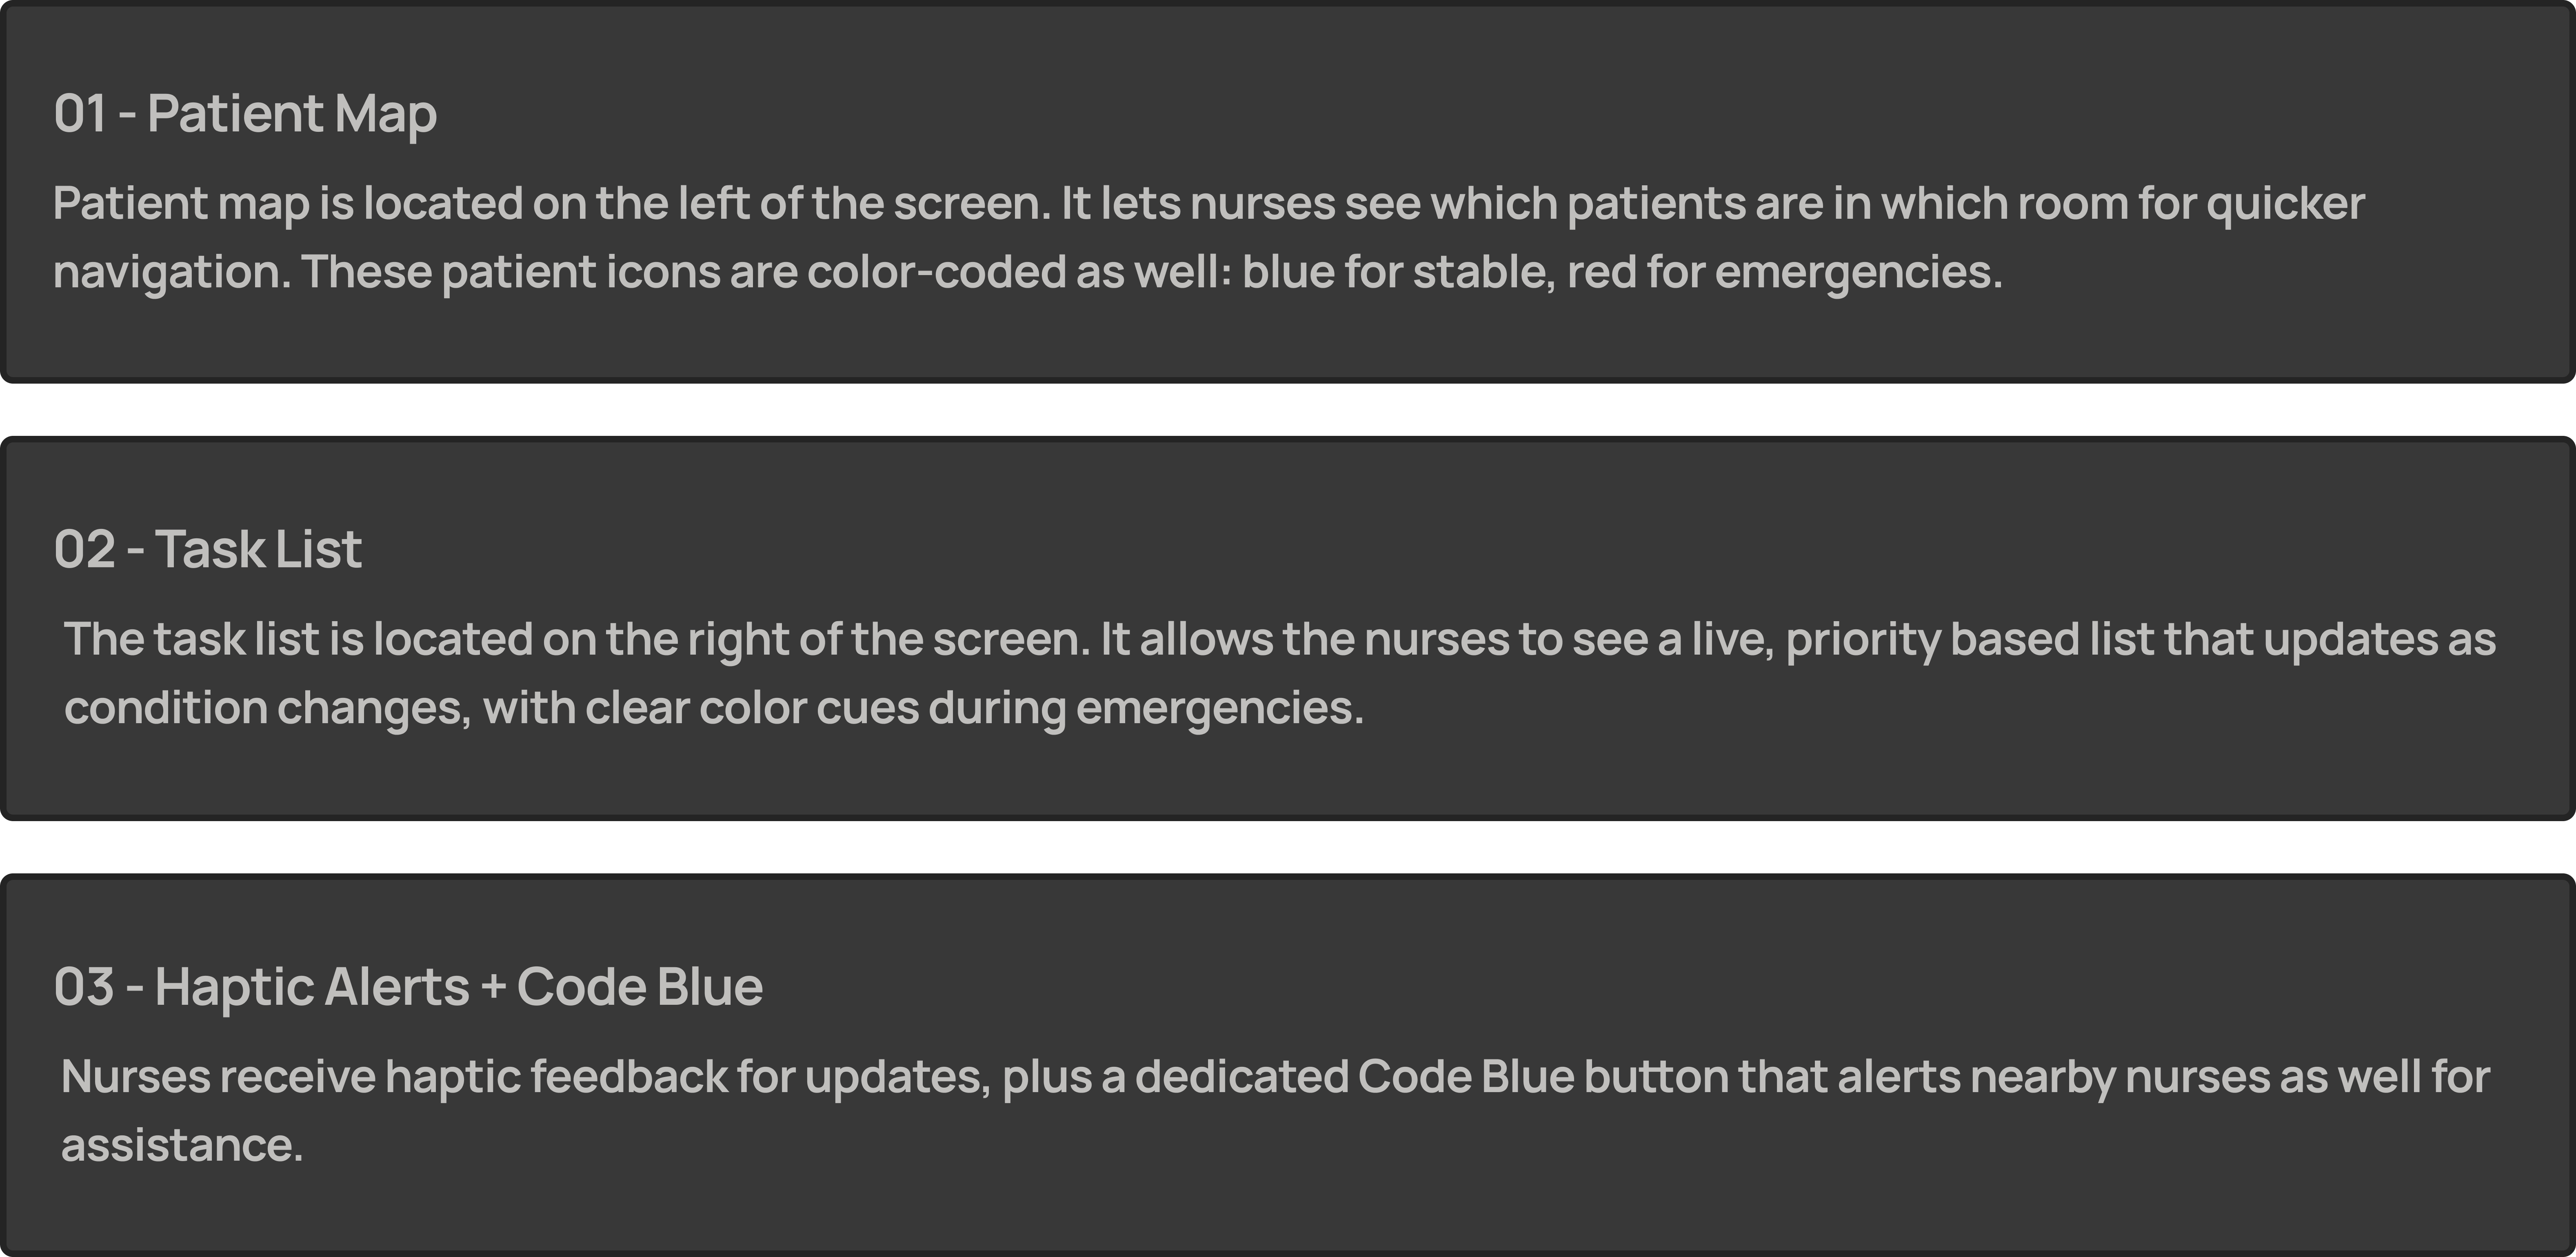 01 - Patient Map
Patient map is located on the left of the screen. It lets nurses see which patients are in which room for quicker
navigation. These patient icons are color-coded as well: blue for stable, red for emergencies.
02 - Task List
The task list is located on the right of the screen. It allows the nurses to see a live, priority based list that updates as
condition changes, with clear color cues during emergencies.
03 - Haptic Alerts + Code Blue
Nurses receive haptic feedback for updates, plus a dedicated Code Blue button that alerts nearby nurses as well for
assistance.